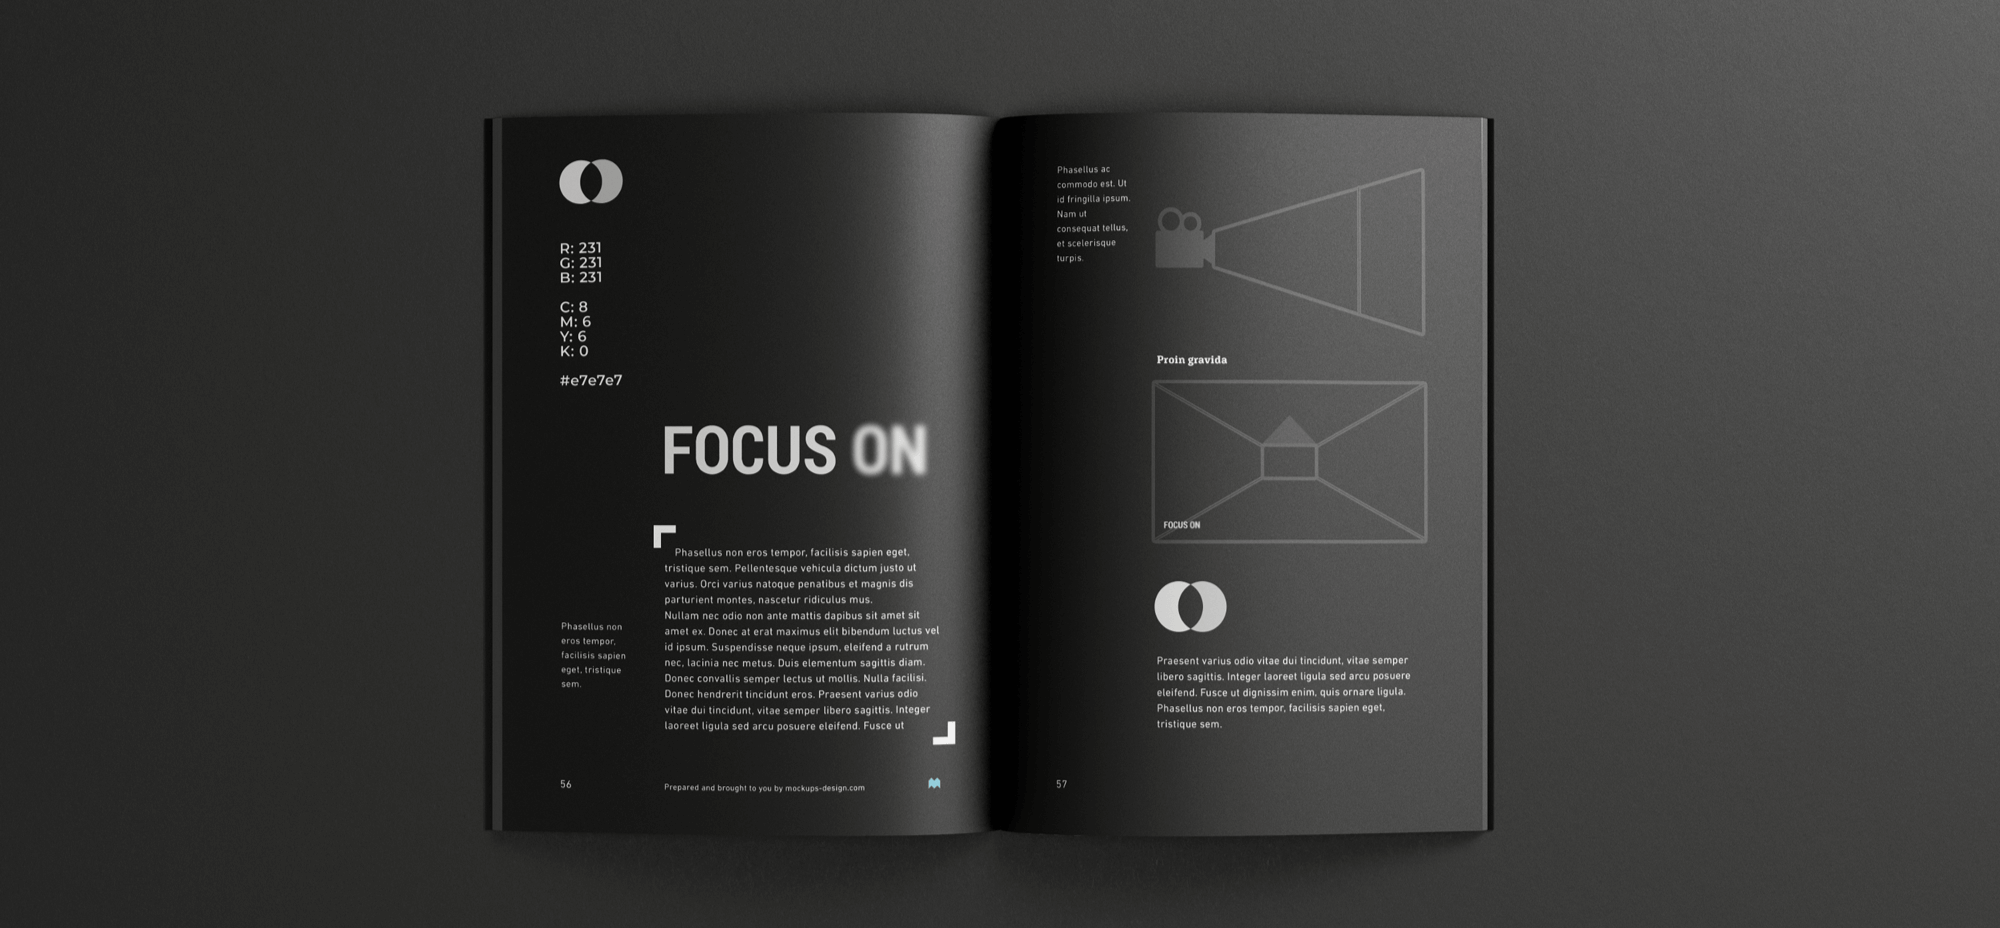 R: 231
G: 231
B: 231
C: 8
M: 6
Y: 6
K: 0
#e7e7e7
FOCUS ON
Phasellus non eros tempor, facilisis sapien eget,
tristique sem. Pellentesque vehicula dictum justo ut
varius. Orci varius natoque penatibus et magnis dis
parturient montes, nascetur ridiculus mus.
Nullam nec odio non ante mattis dapibus sit amet sit
amet ex. Donec at erat maximus elit bibendum luctus vel
id ipsum. Suspendisse neque ipsum, eleifend a rutrum
nec, lacinia nec metus. Duis elementum sagittis diam.
Donec convallis semper lectus ut mollis. Nulla facilisi.
Donec hendrerit tincidunt eros. Praesent varius odio
vitae dui tincidunt, vitae semper libero sagittis. Integer
laoreet ligula sed arcu posuere eleifend. Fusce ut
Phasellus non
eros tempor,
facilisis sapien
eget, tristique
sem.
56
Prepared and brought to you by mockups-design.com
Phasellus ac
commodo est. Ut
id fringilla ipsum.
Nam ut
consequat tellus,
et scelerisque
turpis.
Proin gravida
FOCUS ON
Praesent varius odio vitae dui tincidunt, vitae semper
libero sagittis. Integer laoreet ligula sed arcu posuere
eleifend. Fusce ut dignissim enim, quis ornare ligula.
Phasellus non eros tempor, facilisis sapien eget,
tristique sem.
57